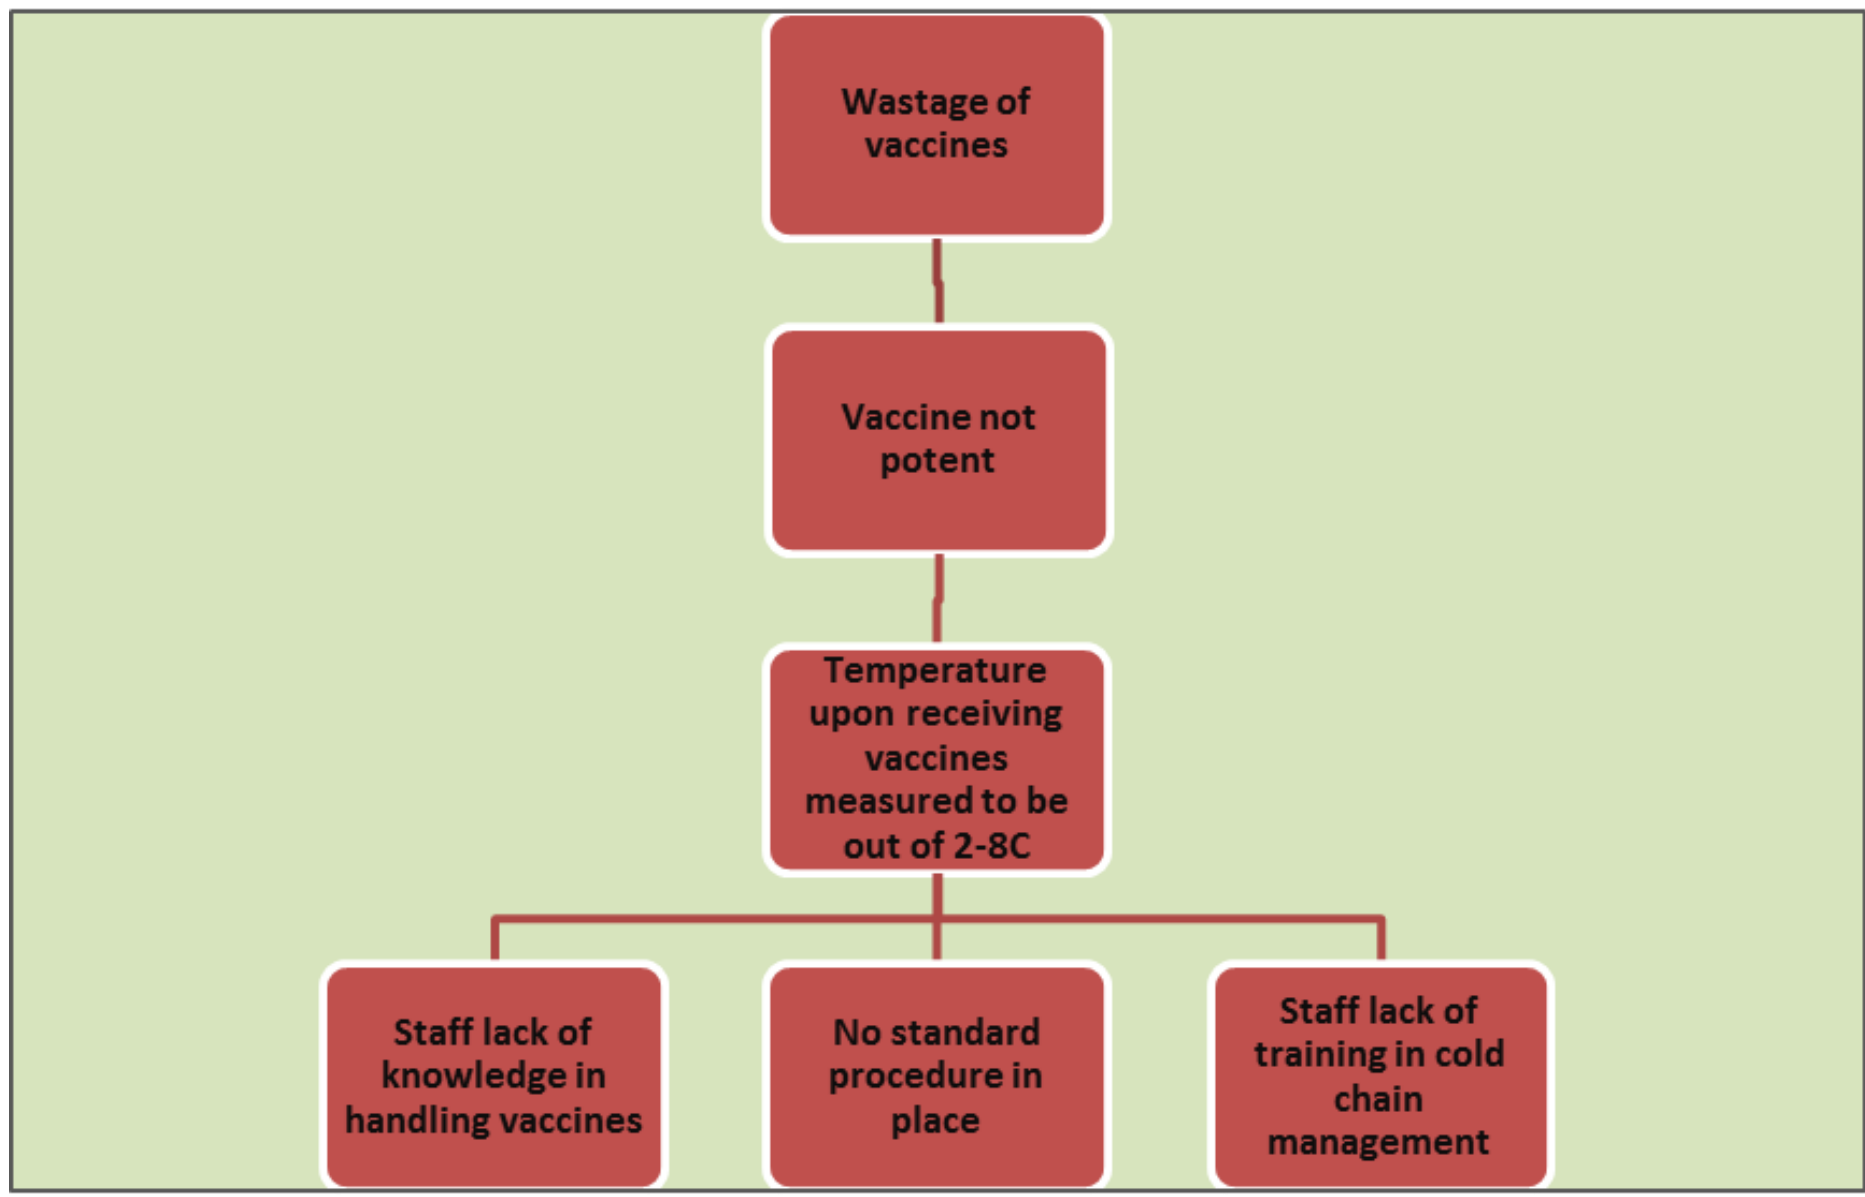 Wastage of
vaccines
Vaccine not
potent
Temperature
upon receiving
vaccines
measured to be
out of 2-8C
Staff lack of
knowledge in
handling vaccines
No standard
procedure in
place
Staff lack of
training in cold
chain
management